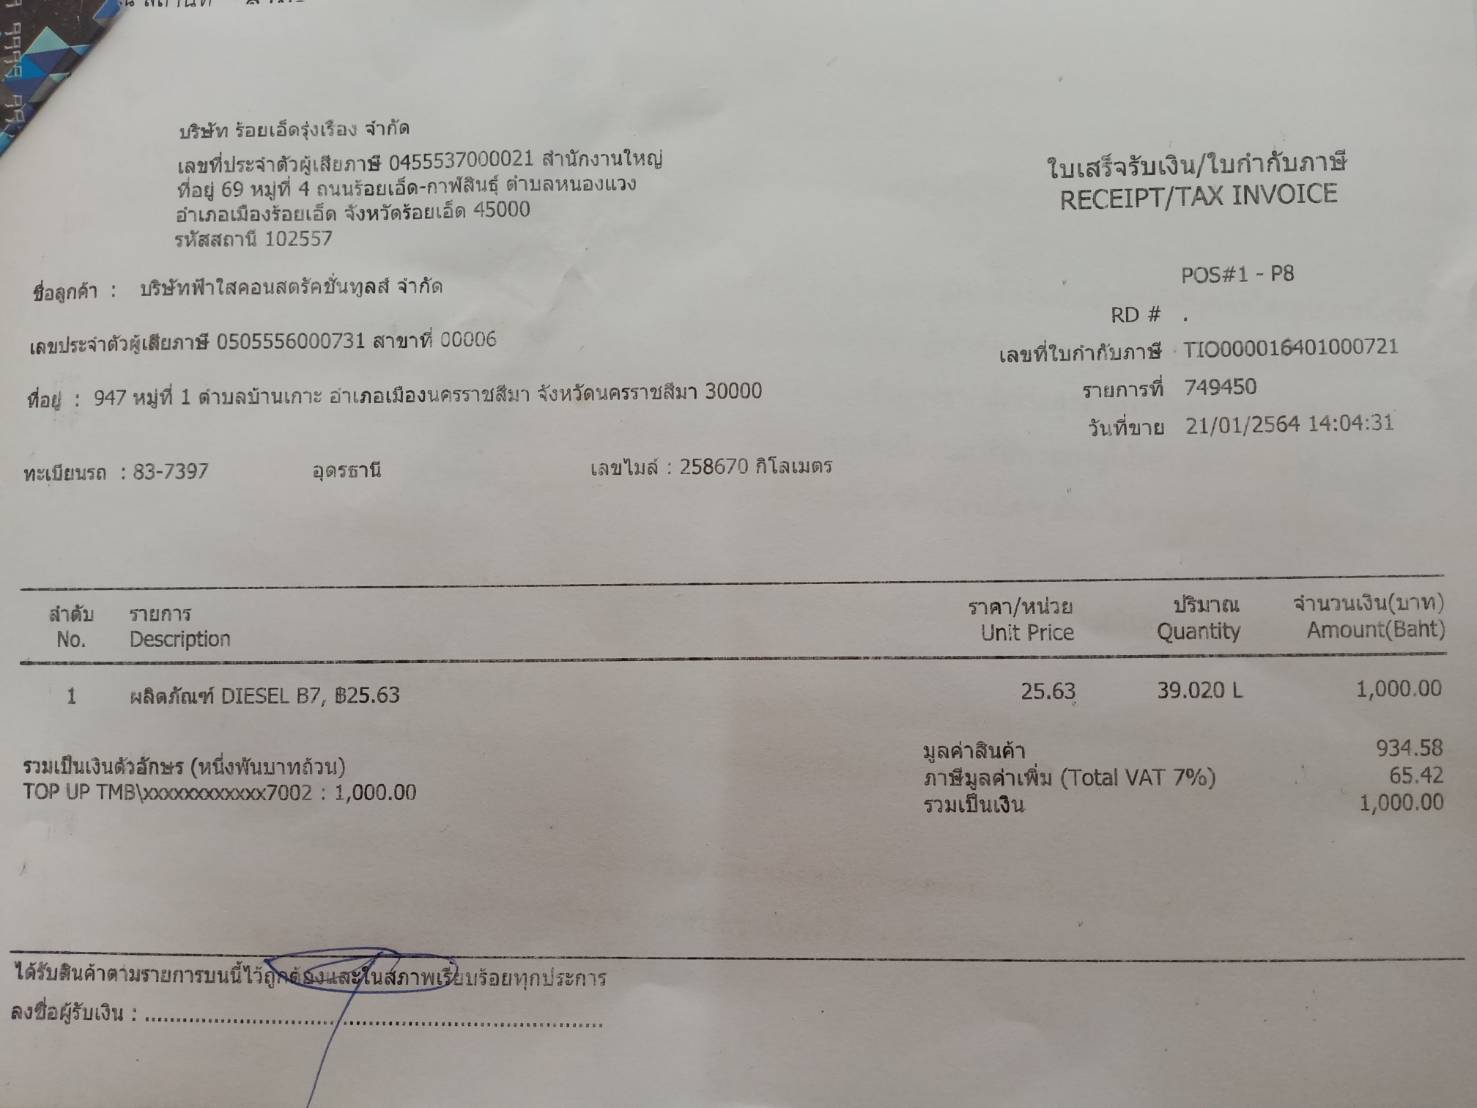 บริษัท ร้อยเอ็ดรุ่งเรือง จำกัด
เลขที่ประจำตัวผู้เสียภาษี 0455537000021 สำนักงานใหญ่
ที่อยู่ 69 หมู่ที่ 4 ถนนร้อยเอ็ด-กาฬสินธุ์ ตำบลหนองแวง
อำเภอเมืองร้อยเอ็ด จังหวัดร้อยเอ็ด 45000
รหัสสถานี 102557
ใบเสร็จรับเงิน/ใบกำกับภาษี
RECEIPT/TAX INVOICE
ชื่อลูกค้า : บริษัทฟ้าใสคอนสตรัคชั่นทูลส์ จำกัด
POS#1 - P8
RD # .
เลขประจำตัวผู้เสียภาษี 0505556000731 สาขาที่ 00006
เลขที่ใบกำกับภาษี TIO000016401000721
ที่อยู่ : 947 หมู่ที่ 1 ตำบลบ้านเกาะ อำเภอเมืองนครราชสีมา จังหวัดนครราชสีมา 30000
รายการที่ 749450
วันที่ขาย 21/01/2564 14:04:31
ทะเบียนรถ : 83-7397 อุดรธานี เลขไมล์ : 258670 กิโลเมตร
ลำดับ รายการ ราคา/หน่วย ปริมาณ จำนวนเงิน(บาท)
No. Description Unit Price Quantity Amount(Baht)
1 ผลิตภัณฑ์ DIESEL B7, ฿25.63 25.63 39.020 L 1,000.00
มูลค่าสินค้า 934.58
รวมเป็นเงินตัวอักษร (หนึ่งพันบาทถ้วน) ภาษีมูลค่าเพิ่ม (Total VAT 7%) 65.42
TOP UP TMB\xxxxxxxxxxxx7002 : 1,000.00 รวมเป็นเงิน 1,000.00
ได้รับสินค้าตามรายการบนนี้ไว้ถูกต้องและในสภาพเรียบร้อยทุกประการ
ลงชื่อผู้รับเงิน : ..........................................................................